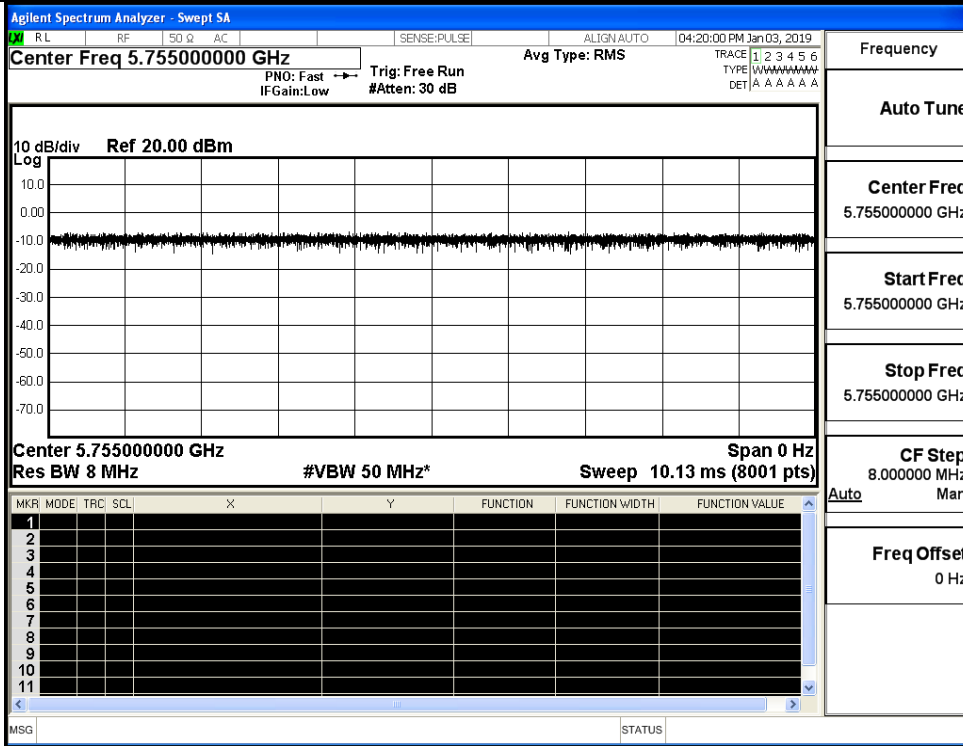 Agilent Spectrum Analyzer - Swept SA
LXI RL RF 50 Ω AC SENSE:PULSE ALIGN AUTO 04:20:00 PM Jan 03, 2019
Center Freq 5.755000000 GHz Avg Type: RMS TRACE 1 2 3 4 5 6
PNO: Fast Trig: Free Run TYPE WWWWWW
IFGain:Low #Atten: 30 dB DET A A A A A A
10 dB/div Ref 20.00 dBm
Log
10.0
0.00
-10.0
-20.0
-30.0
-40.0
-50.0
-60.0
-70.0
Center 5.755000000 GHz Span 0 Hz
Res BW 8 MHz #VBW 50 MHz* Sweep 10.13 ms (8001 pts)
MKR MODE TRC SCL X Y FUNCTION FUNCTION WIDTH FUNCTION VALUE
1
2
3
4
5
6
7
8
9
10
11
MSG STATUS
Frequency
Auto Tune
Center Freq
5.755000000 GHz
Start Freq
5.755000000 GHz
Stop Freq
5.755000000 GHz
CF Step
8.000000 MHz
Auto Man
Freq Offset
0 Hz